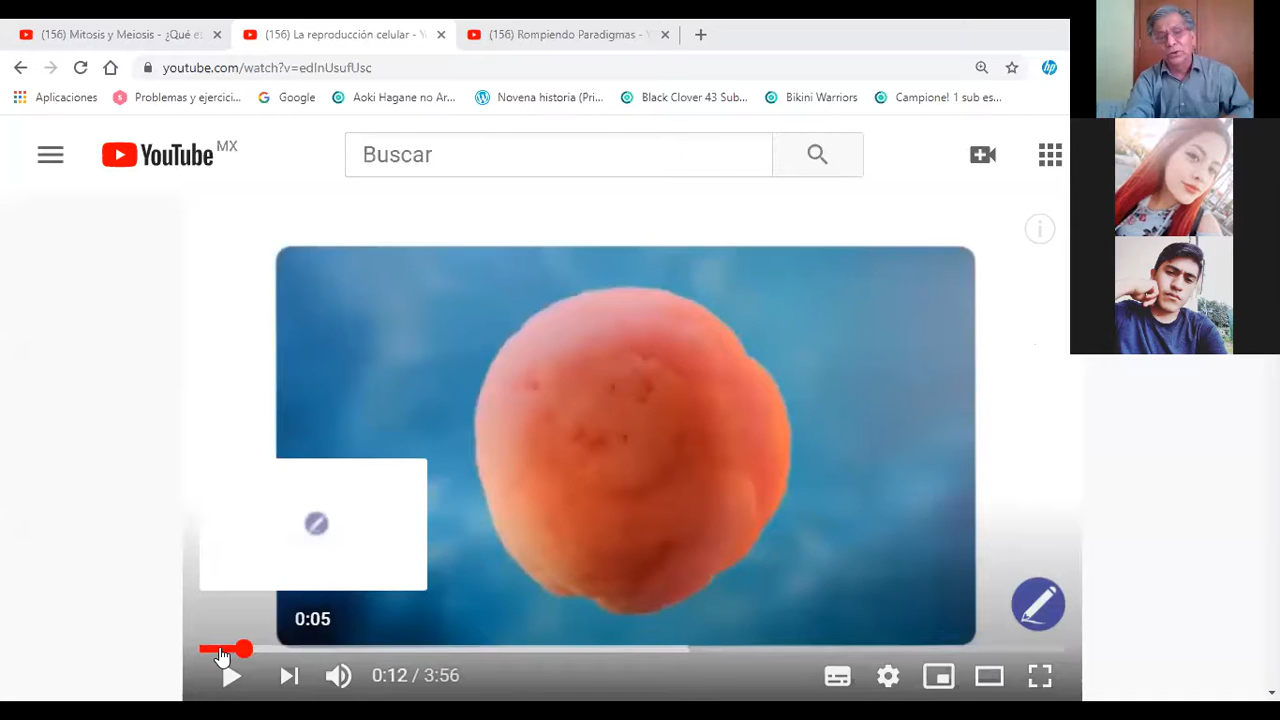 (156) Mitosis y Meiosis - ¿Qué es
(156) La reproducción celular - Y
(156) Rompiendo Paradigmas - Y
youtube.com/watch?v=edInUsufUsc
Aplicaciones
Problemas y ejercici...
Google
Aoki Hagane no Ar...
Novena historia (Pri...
Black Clover 43 Sub...
Bikini Warriors
Campione! 1 sub es...
YouTube MX
Buscar
0:05
0:12 / 3:56